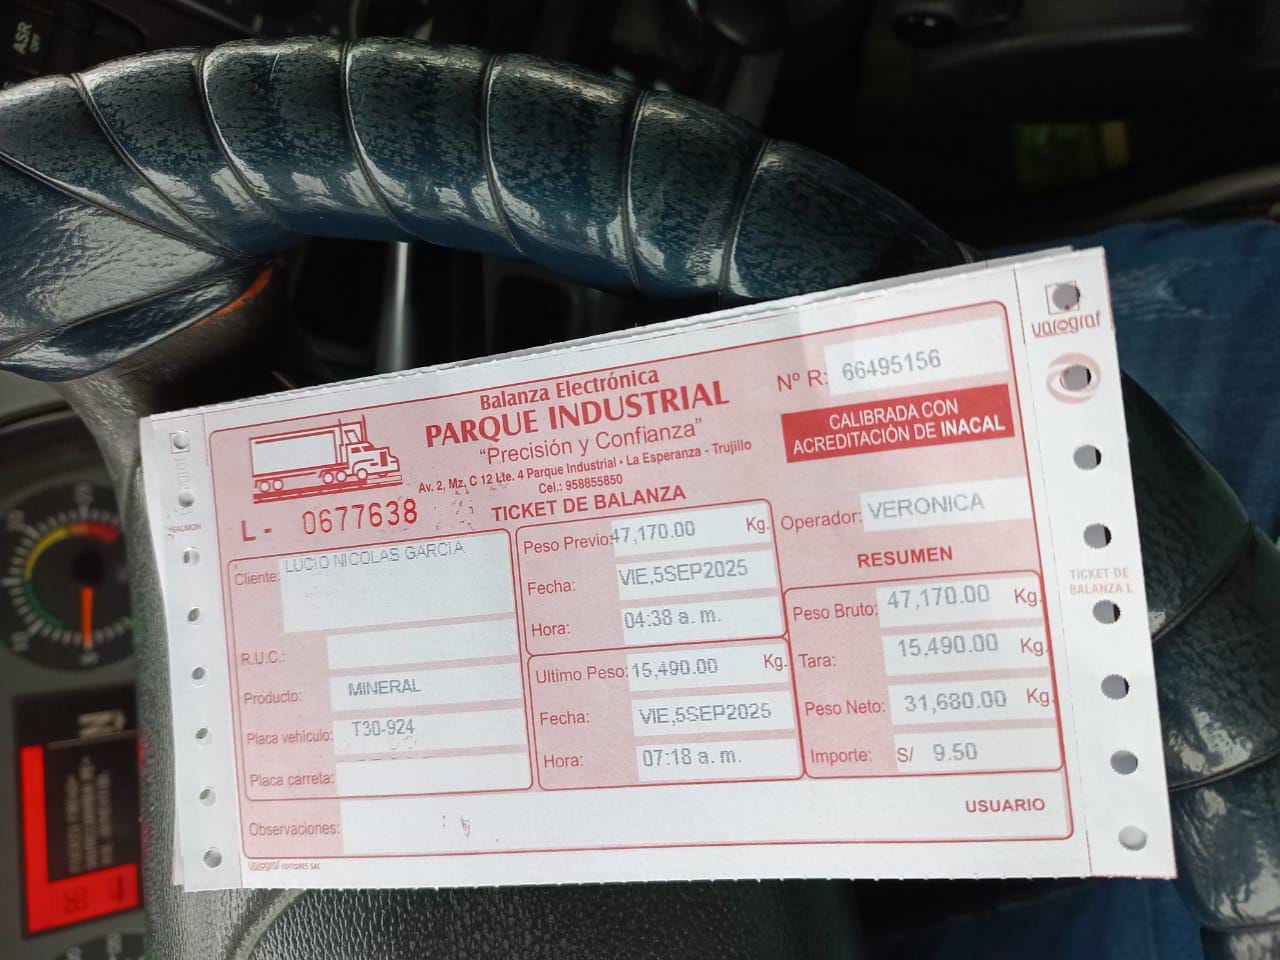 ASR
OFF
varograf
Balanza Electrónica
PARQUE INDUSTRIAL
"Precisión y Confianza"
Av. 2, Mz, C 12 Lte. 4 Parque Industrial • La Esperanza - Trujillo
Cel.: 958855850
TICKET DE BALANZA
Nº R: 66495156
CALIBRADA CON
ACREDITACIÓN DE INACAL
L- 0677638
SALMON
Cliente: LUCIO NICOLAS GARCIA
R.U.C.:
Producto: MINERAL
Placa vehículo: T30-924
Placa carreta:
Observaciones:
Peso Previo: 47,170.00 Kg.
Fecha: VIE,5SEP2025
Hora: 04:38 a. m.
Ultimo Peso: 15,490.00 Kg.
Fecha: VIE,5SEP2025
Hora: 07:18 a. m.
Operador: VERONICA
RESUMEN
Peso Bruto: 47,170.00 Kg.
Tara: 15,490.00 Kg.
Peso Neto: 31,680.00 Kg.
Importe: S/ 9.50
USUARIO
varograf EDITORES SAC
TICKET DE
BALANZA L
N